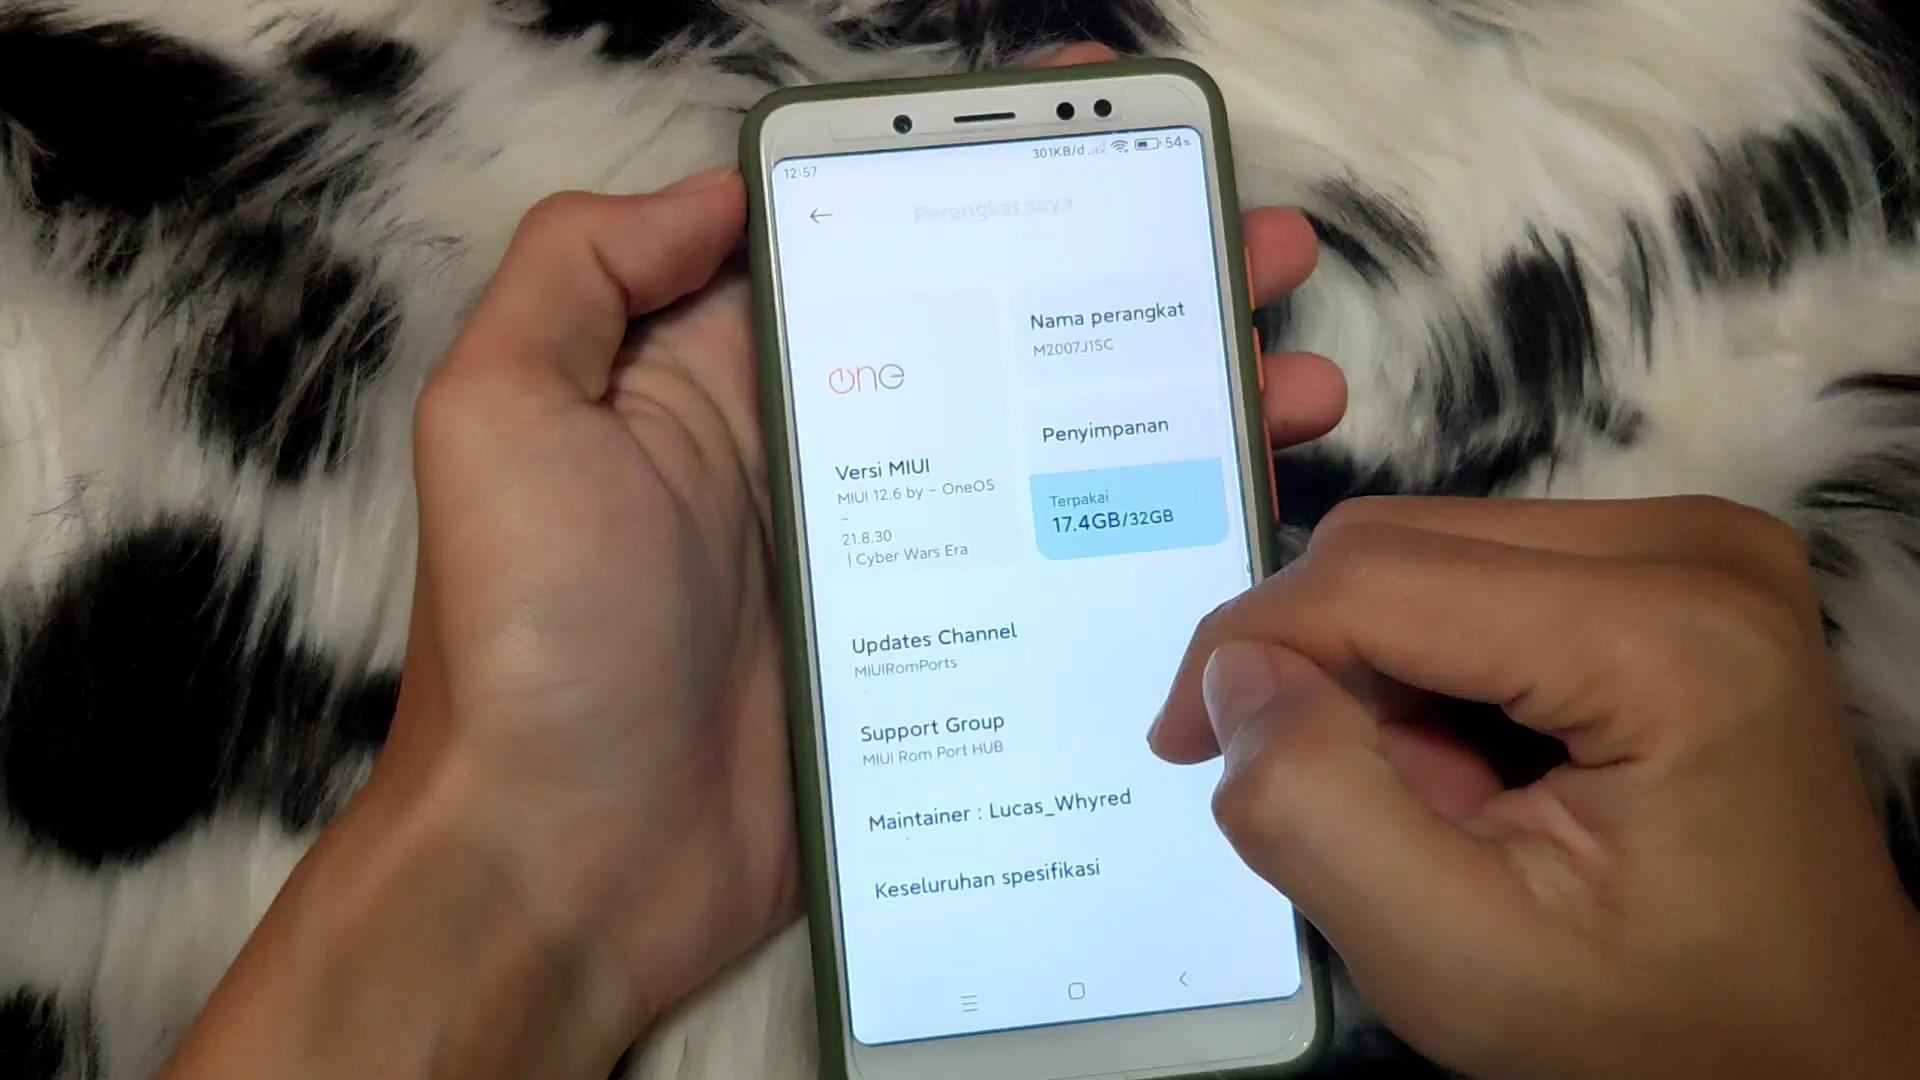 12:57
301KB/d
54%
Perangkat saya
one
Versi MIUI
MIUI 12.6 by - OneOS
-
21.8.30
| Cyber Wars Era
Nama perangkat
M2007J1SC
Penyimpanan
Terpakai
17.4GB/32GB
Updates Channel
MIUIRomPorts
Support Group
MIUI Rom Port HUB
Maintainer : Lucas_Whyred
Keseluruhan spesifikasi